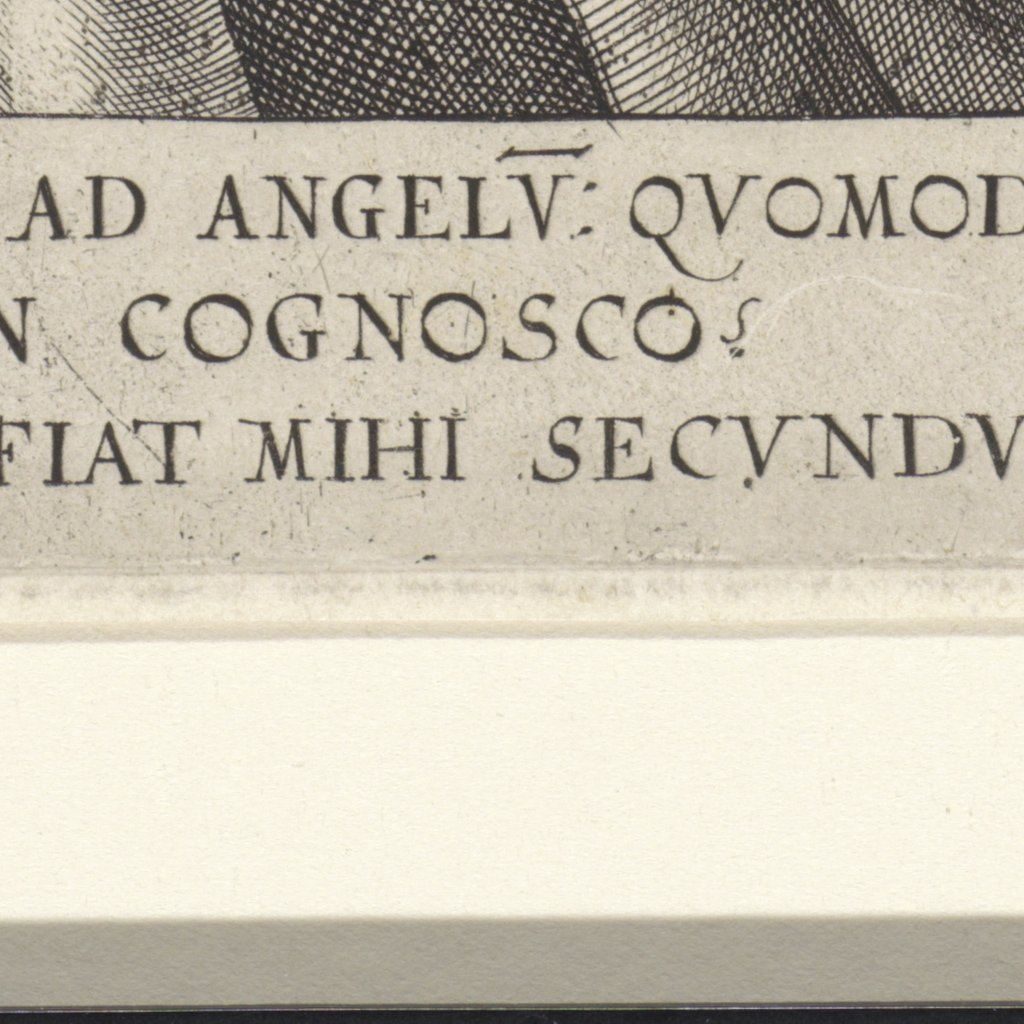 AD ANGELV̅: QVOMOD
N COGNOSCO?
FIAT MIHI SECVNDV